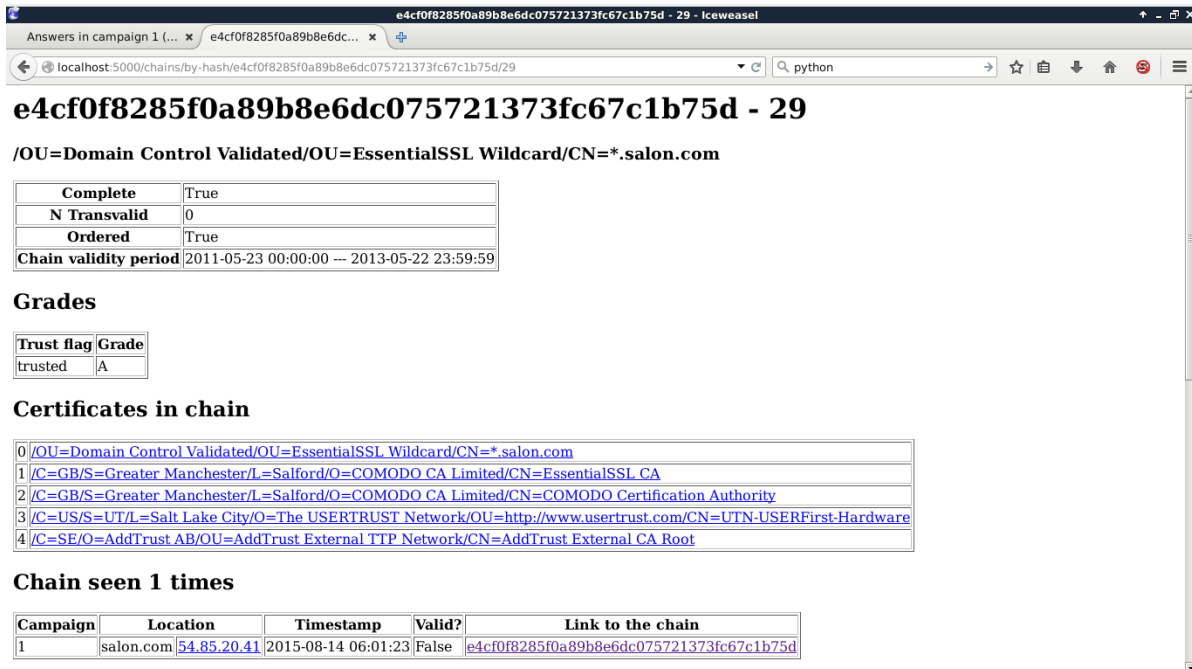 e4cf0f8285f0a89b8e6dc075721373fc67c1b75d - 29 - Iceweasel
Answers in campaign 1 (... × e4cf0f8285f0a89b8e6dc... ×
localhost:5000/chains/by-hash/e4cf0f8285f0a89b8e6dc075721373fc67c1b75d/29 python
e4cf0f8285f0a89b8e6dc075721373fc67c1b75d - 29
/OU=Domain Control Validated/OU=EssentialSSL Wildcard/CN=*.salon.com
Complete True
N Transvalid 0
Ordered True
Chain validity period 2011-05-23 00:00:00 --- 2013-05-22 23:59:59
Grades
Trust flag Grade
trusted A
Certificates in chain
0 /OU=Domain Control Validated/OU=EssentialSSL Wildcard/CN=*.salon.com
1 /C=GB/S=Greater Manchester/L=Salford/O=COMODO CA Limited/CN=EssentialSSL CA
2 /C=GB/S=Greater Manchester/L=Salford/O=COMODO CA Limited/CN=COMODO Certification Authority
3 /C=US/S=UT/L=Salt Lake City/O=The USERTRUST Network/OU=http://www.usertrust.com/CN=UTN-USERFirst-Hardware
4 /C=SE/O=AddTrust AB/OU=AddTrust External TTP Network/CN=AddTrust External CA Root
Chain seen 1 times
Campaign Location Timestamp Valid? Link to the chain
1 salon.com 54.85.20.41 2015-08-14 06:01:23 False e4cf0f8285f0a89b8e6dc075721373fc67c1b75d